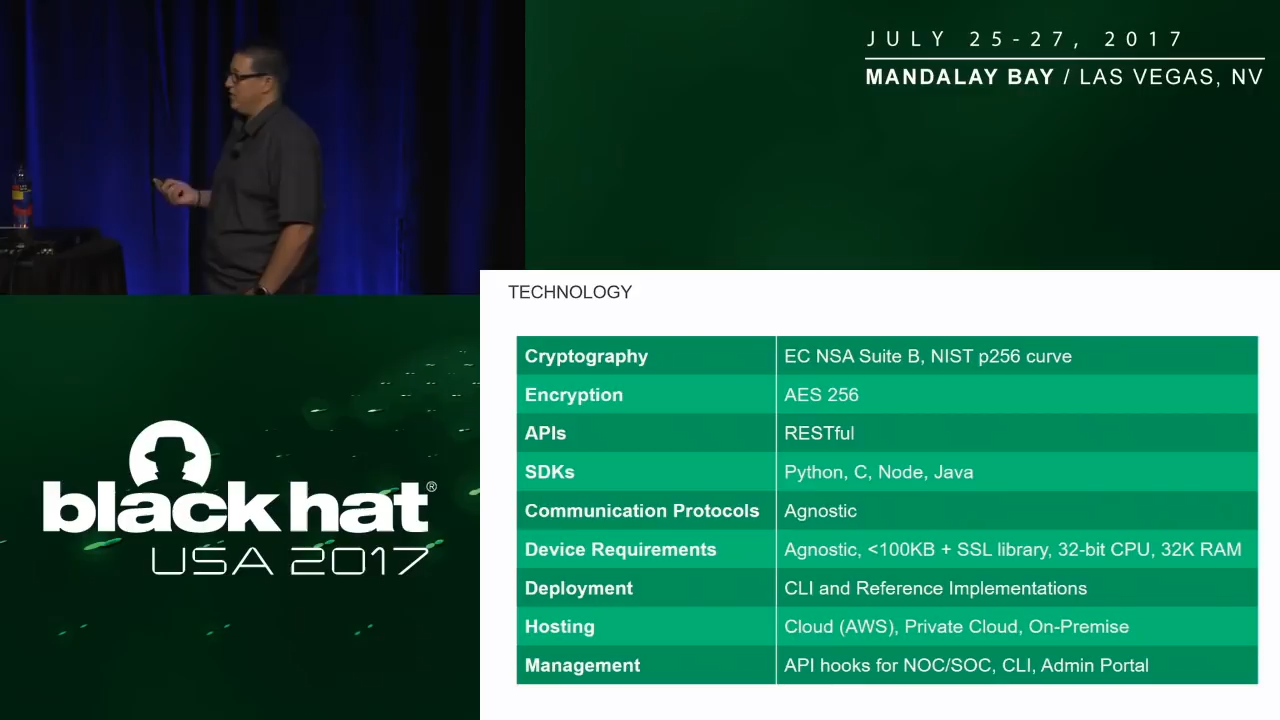 JULY 25-27, 2017
MANDALAY BAY / LAS VEGAS, NV
TECHNOLOGY
Cryptography EC NSA Suite B, NIST p256 curve
Encryption AES 256
APIs RESTful
SDKs Python, C, Node, Java
Communication Protocols Agnostic
Device Requirements Agnostic, <100KB + SSL library, 32-bit CPU, 32K RAM
Deployment CLI and Reference Implementations
Hosting Cloud (AWS), Private Cloud, On-Premise
Management API hooks for NOC/SOC, CLI, Admin Portal
black hat®
USA 2017